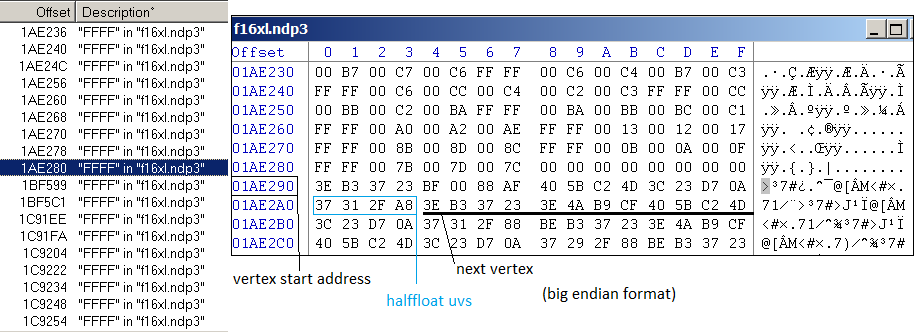 Offset Description^
1AE236 "FFFF" in "f16xl.ndp3"
1AE240 "FFFF" in "f16xl.ndp3"
1AE24C "FFFF" in "f16xl.ndp3"
1AE256 "FFFF" in "f16xl.ndp3"
1AE260 "FFFF" in "f16xl.ndp3"
1AE268 "FFFF" in "f16xl.ndp3"
1AE270 "FFFF" in "f16xl.ndp3"
1AE278 "FFFF" in "f16xl.ndp3"
1AE280 "FFFF" in "f16xl.ndp3"
1BF599 "FFFF" in "f16xl.ndp3"
1BF5C1 "FFFF" in "f16xl.ndp3"
1C91EE "FFFF" in "f16xl.ndp3"
1C91FA "FFFF" in "f16xl.ndp3"
1C9204 "FFFF" in "f16xl.ndp3"
1C9222 "FFFF" in "f16xl.ndp3"
1C9234 "FFFF" in "f16xl.ndp3"
1C9248 "FFFF" in "f16xl.ndp3"
1C9254 "FFFF" in "f16xl.ndp3"
f16xl.ndp3
Offset 0 1 2 3 4 5 6 7 8 9 A B C D E F
01AE230 00 B7 00 C7 00 C6 FF FF 00 C6 00 C4 00 B7 00 C3 .·.Ç.Æÿÿ.Æ.Ä.·.Ã
01AE240 FF FF 00 C6 00 CC 00 C4 00 C2 00 C3 FF FF 00 CC ÿÿ.Æ.Ì.Ä.Â.Ãÿÿ.Ì
01AE250 00 BB 00 C2 00 BA FF FF 00 BA 00 BB 00 BC 00 C1 .».Â.ºÿÿ.º.».¼.Á
01AE260 FF FF 00 A0 00 A2 00 AE FF FF 00 13 00 12 00 17 ÿÿ. .¢.®ÿÿ......
01AE270 FF FF 00 8B 00 8D 00 8C FF FF 00 0B 00 0A 00 0F ÿÿ.<...Œÿÿ......
01AE280 FF FF 00 7B 00 7D 00 7C 00 00 00 00 00 00 00 00 ÿÿ.{.}.|........
01AE290 3E B3 37 23 BF 00 88 AF 40 5B C2 4D 3C 23 D7 0A >³7#¿.ˆ¯@[ÂM<#×.
01AE2A0 37 31 2F A8 3E B3 37 23 3E 4A B9 CF 40 5B C2 4D 71/¨>³7#>J¹Ï@[ÂM
01AE2B0 3C 23 D7 0A 37 31 2F 88 BE B3 37 23 3E 4A B9 CF <#×.71/ˆ¾³7#>J¹Ï
01AE2C0 40 5B C2 4D 3C 23 D7 0A 37 29 2F 88 BE B3 37 23 @[ÂM<#×.7)/ˆ¾³7#
vertex start address
next vertex
halffloat uvs
(big endian format)